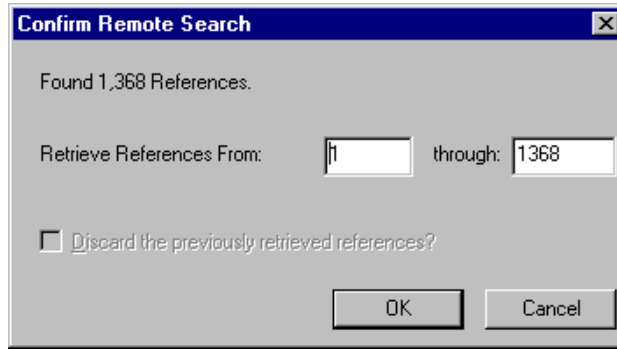 Confirm Remote Search
Found 1,368 References.
Retrieve References From: 1 through: 1368
Discard the previously retrieved references?
OK Cancel